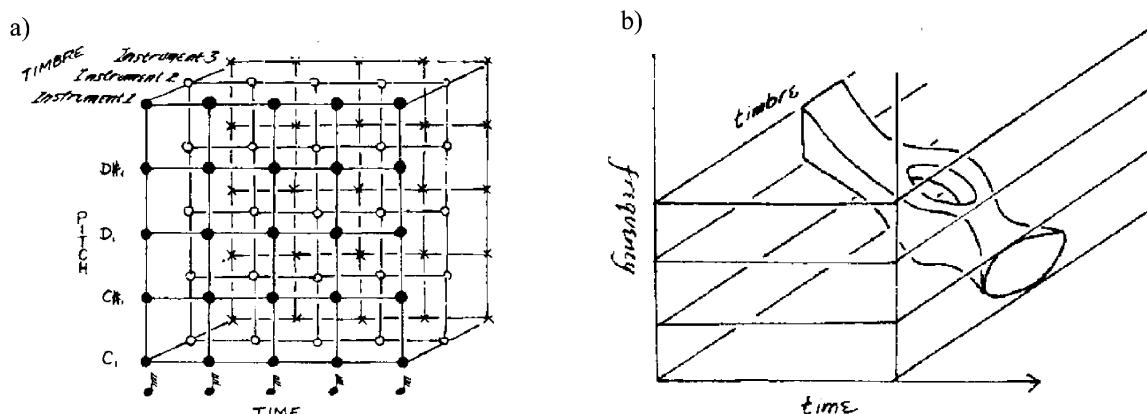 a)
TIMBRE
Instrument 3
Instrument 2
Instrument 1
D#₁
D₁
C#₁
C₁
PITCH
TIME
b)
timbre
frequency
time